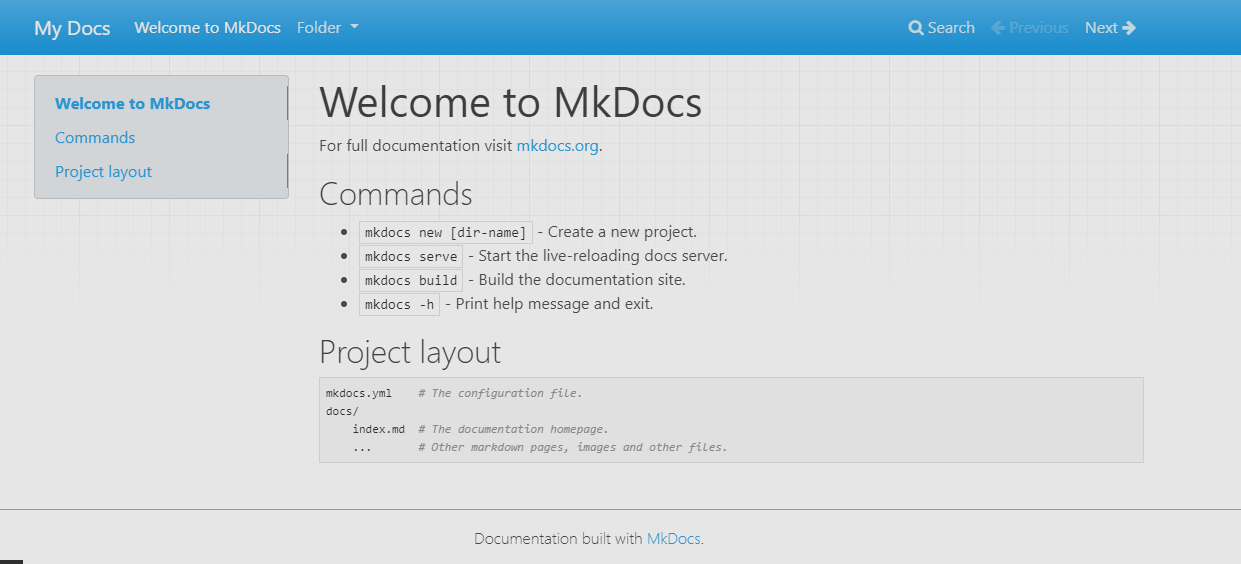 My Docs Welcome to MkDocs Folder Search Previous Next
Welcome to MkDocs
Commands
Project layout
Welcome to MkDocs
For full documentation visit mkdocs.org.
Commands
mkdocs new [dir-name] - Create a new project.
mkdocs serve - Start the live-reloading docs server.
mkdocs build - Build the documentation site.
mkdocs -h - Print help message and exit.
Project layout
mkdocs.yml    # The configuration file.
docs/
    index.md  # The documentation homepage.
    ...       # Other markdown pages, images and other files.
Documentation built with MkDocs.